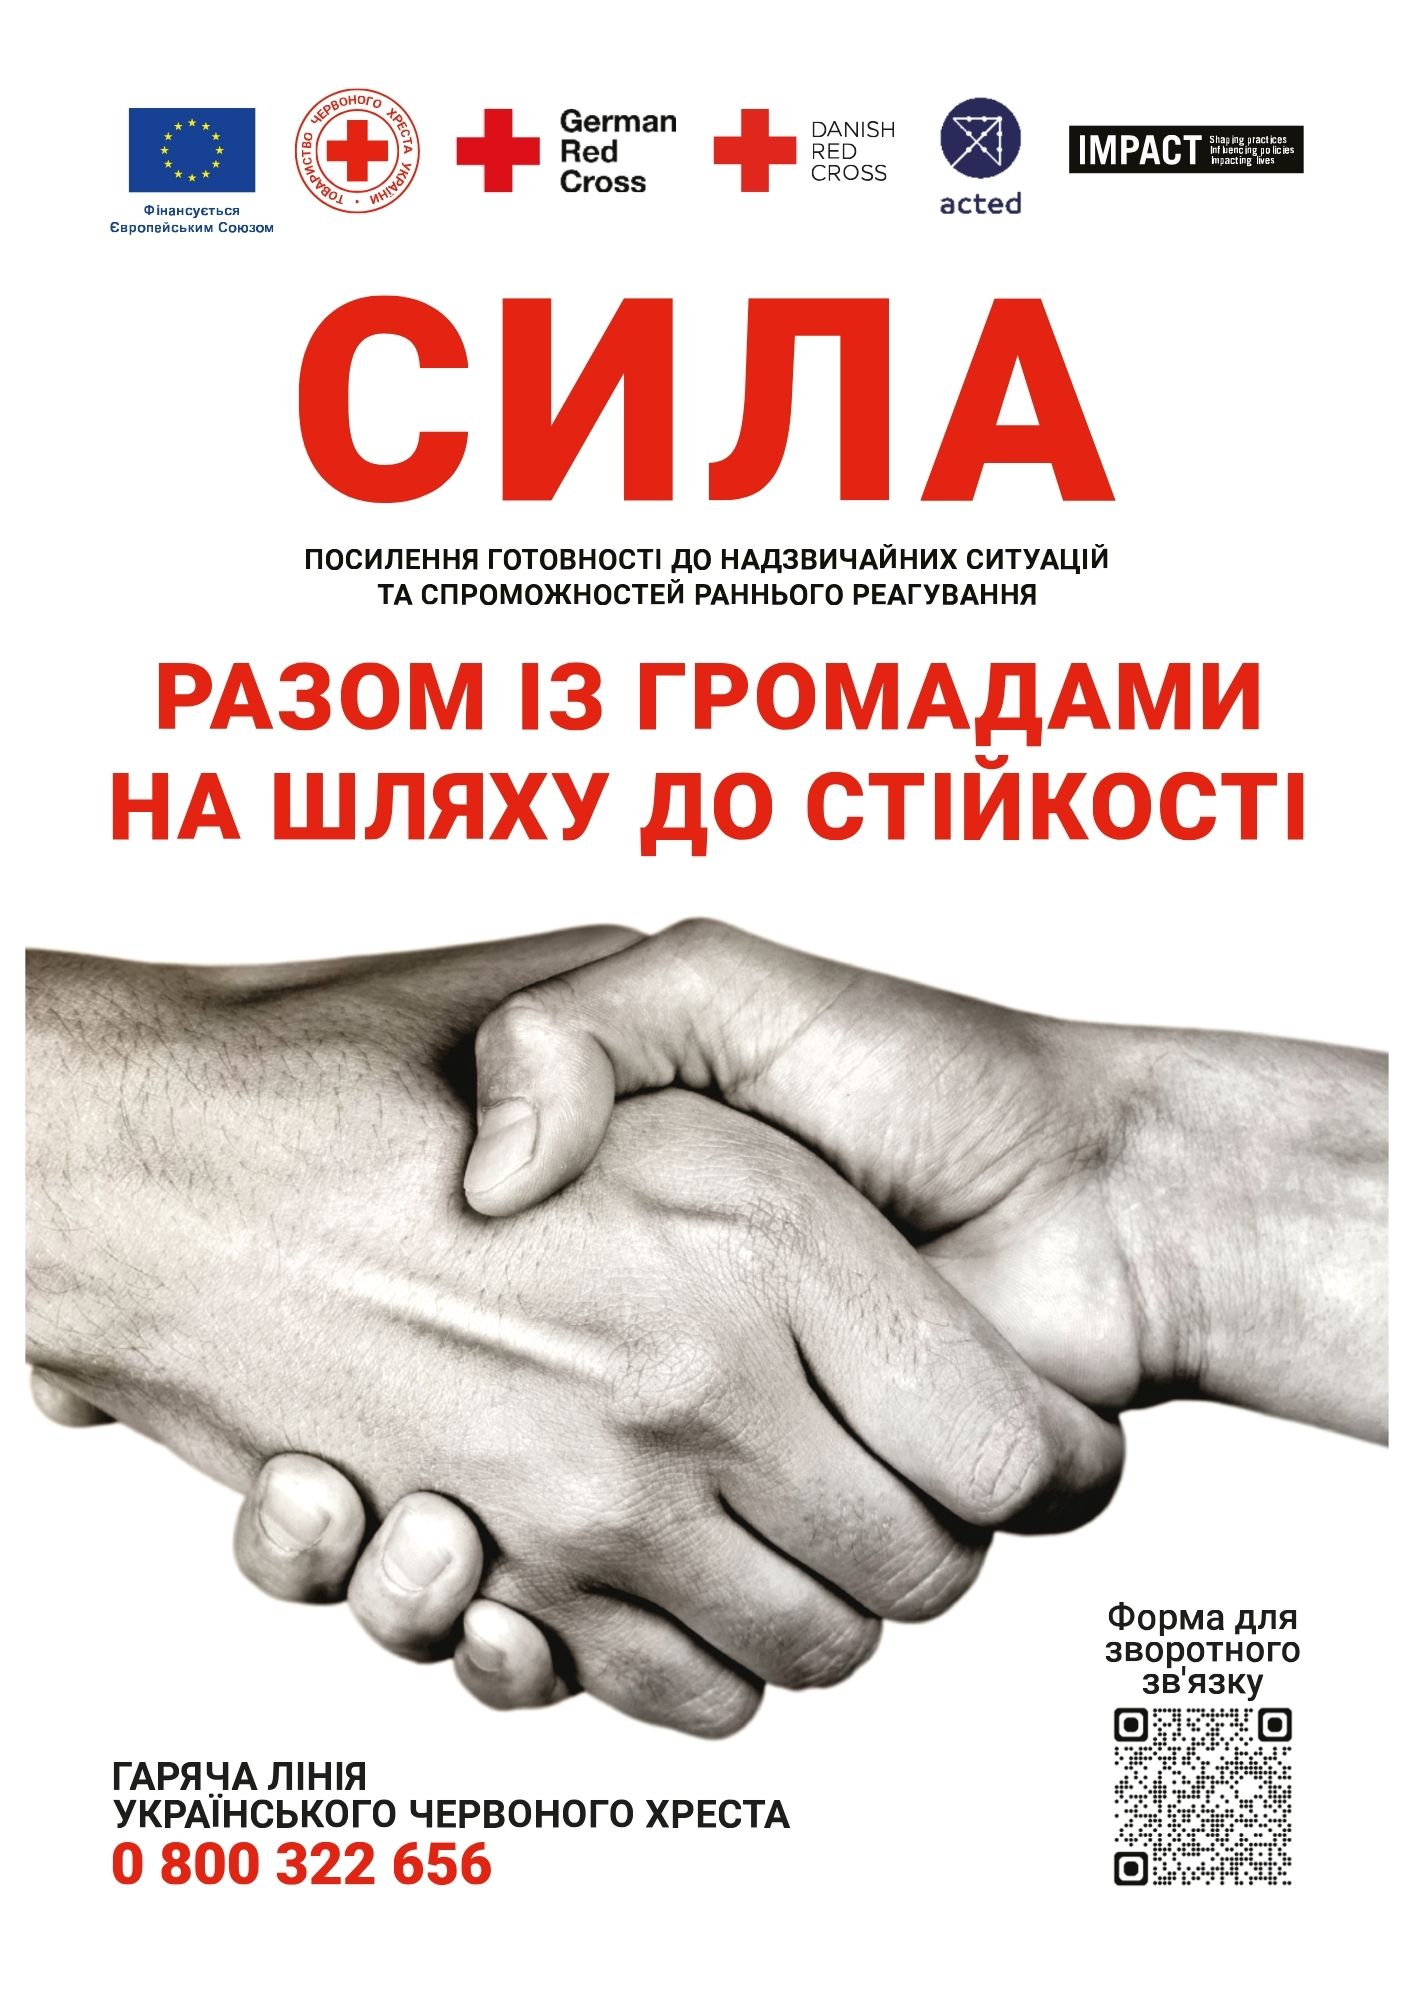 Фінансується
Європейським Союзом
ТОВАРИСТВО ЧЕРВОНОГО ХРЕСТА УКРАЇНИ
German
Red
Cross
DANISH
RED
CROSS
acted
IMPACT
Shaping practices
Influencing policies
Impacting lives
СИЛА
ПОСИЛЕННЯ ГОТОВНОСТІ ДО НАДЗВИЧАЙНИХ СИТУАЦІЙ
ТА СПРОМОЖНОСТЕЙ РАННЬОГО РЕАГУВАННЯ
РАЗОМ ІЗ ГРОМАДАМИ
НА ШЛЯХУ ДО СТІЙКОСТІ
Форма для
зворотного
зв'язку
ГАРЯЧА ЛІНІЯ
УКРАЇНСЬКОГО ЧЕРВОНОГО ХРЕСТА
0 800 322 656